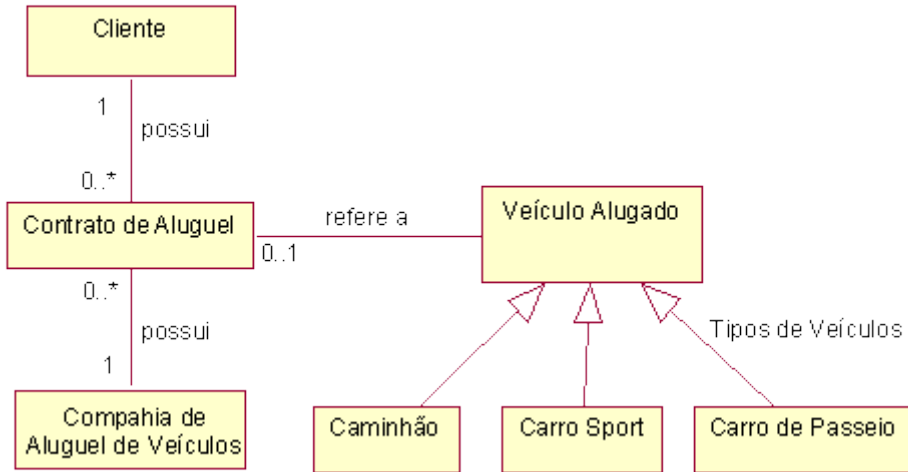 Cliente
1
possui
0..*
Contrato de Aluguel
refere a
0..1
Veículo Alugado
0..*
possui
1
Tipos de Veículos
Compahia de
Aluguel de Veículos
Caminhão
Carro Sport
Carro de Passeio